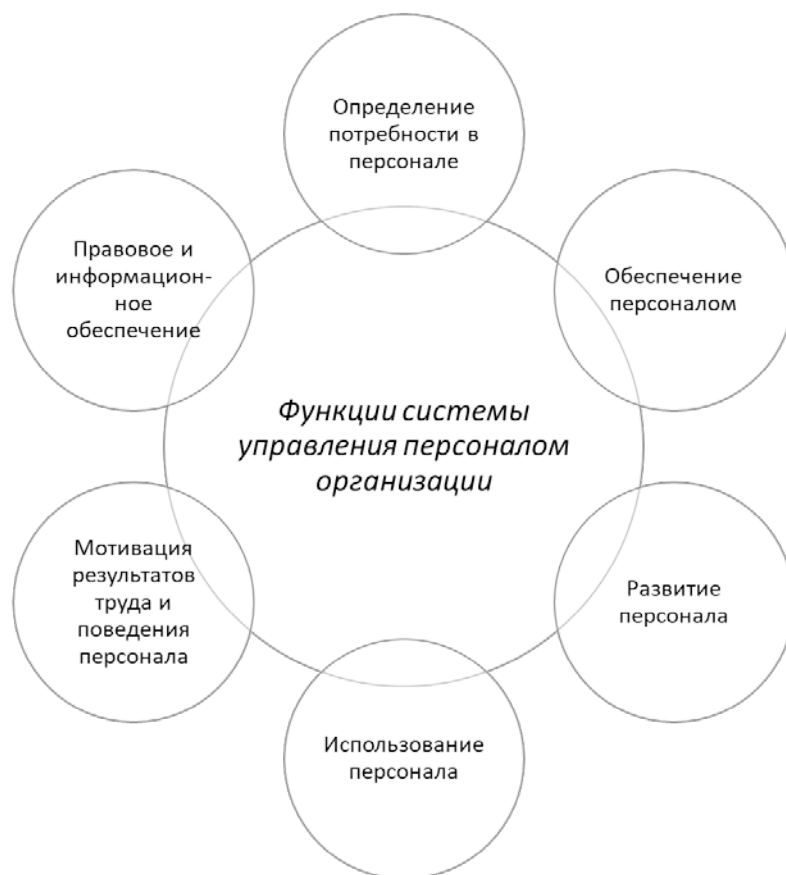 Определение
потребности в
персонале
Обеспечение
персоналом
Развитие
персонала
Использование
персонала
Мотивация
результатов
труда и
поведения
персонала
Правовое и
информацион-
ное
обеспечение
Функции системы
управления персоналом
организации